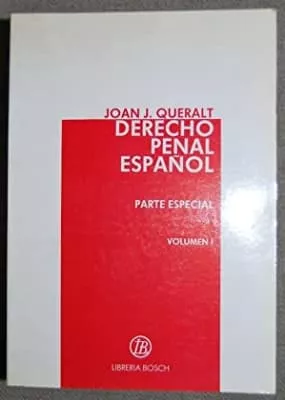 JOAN J. QUERALT
DERECHO
PENAL
ESPAÑOL
PARTE ESPECIAL
VOLUMEN I
LB
LIBRERIA BOSCH